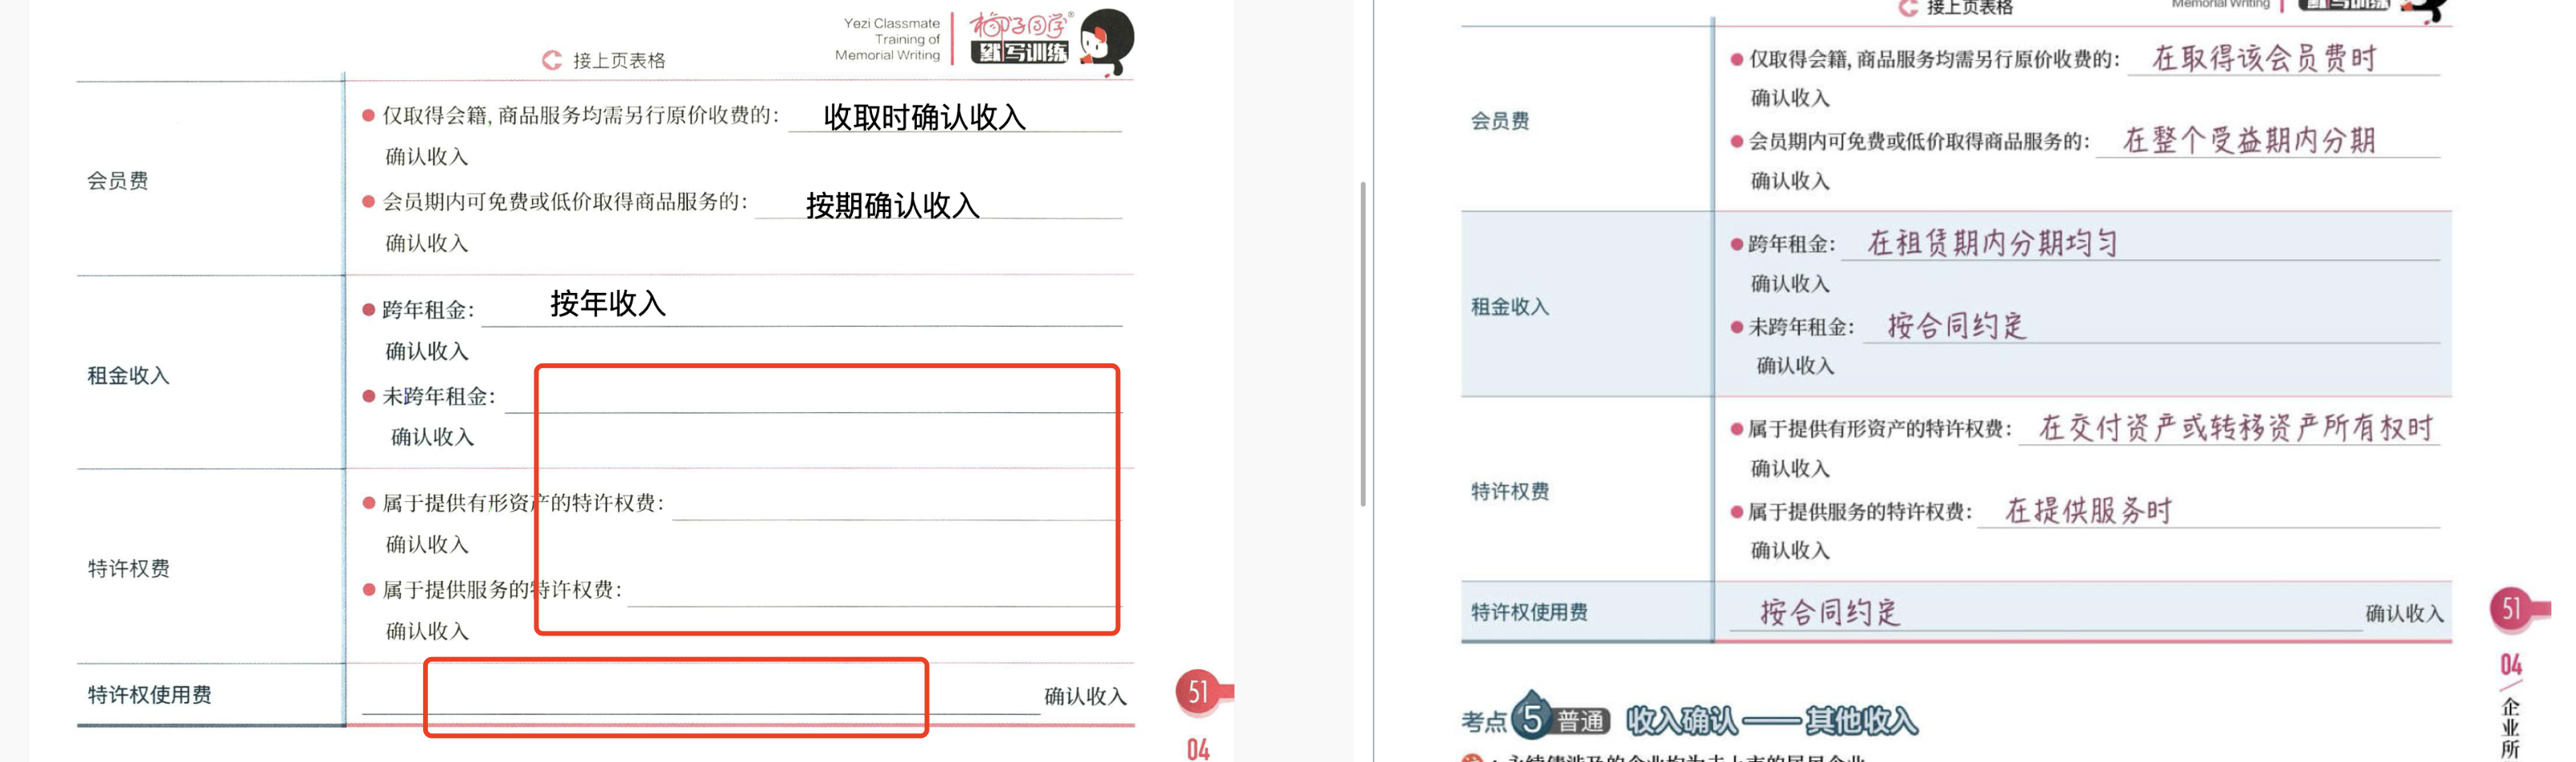 Yezi Classmate
Training of
Memorial Writing
柚子同学®
默写训练
接上页表格
会员费
仅取得会籍,商品服务均需另行原价收费的: 收取时确认收入
确认收入
会员期内可免费或低价取得商品服务的: 按期确认收入
确认收入
租金收入
跨年租金: 按年收入
确认收入
未跨年租金:
确认收入
特许权费
属于提供有形资产的特许权费:
确认收入
属于提供服务的特许权费:
确认收入
特许权使用费 确认收入
51
04
Memorial Writing
接上页表格
会员费
仅取得会籍,商品服务均需另行原价收费的: 在取得该会员费时
确认收入
会员期内可免费或低价取得商品服务的: 在整个受益期内分期
确认收入
租金收入
跨年租金: 在租赁期内分期均匀
确认收入
未跨年租金: 按合同约定
确认收入
特许权费
属于提供有形资产的特许权费: 在交付资产或转移资产所有权时
确认收入
属于提供服务的特许权费: 在提供服务时
确认收入
特许权使用费 按合同约定 确认收入
51
04
企业所
考点5 普通 收入确认——其他收入